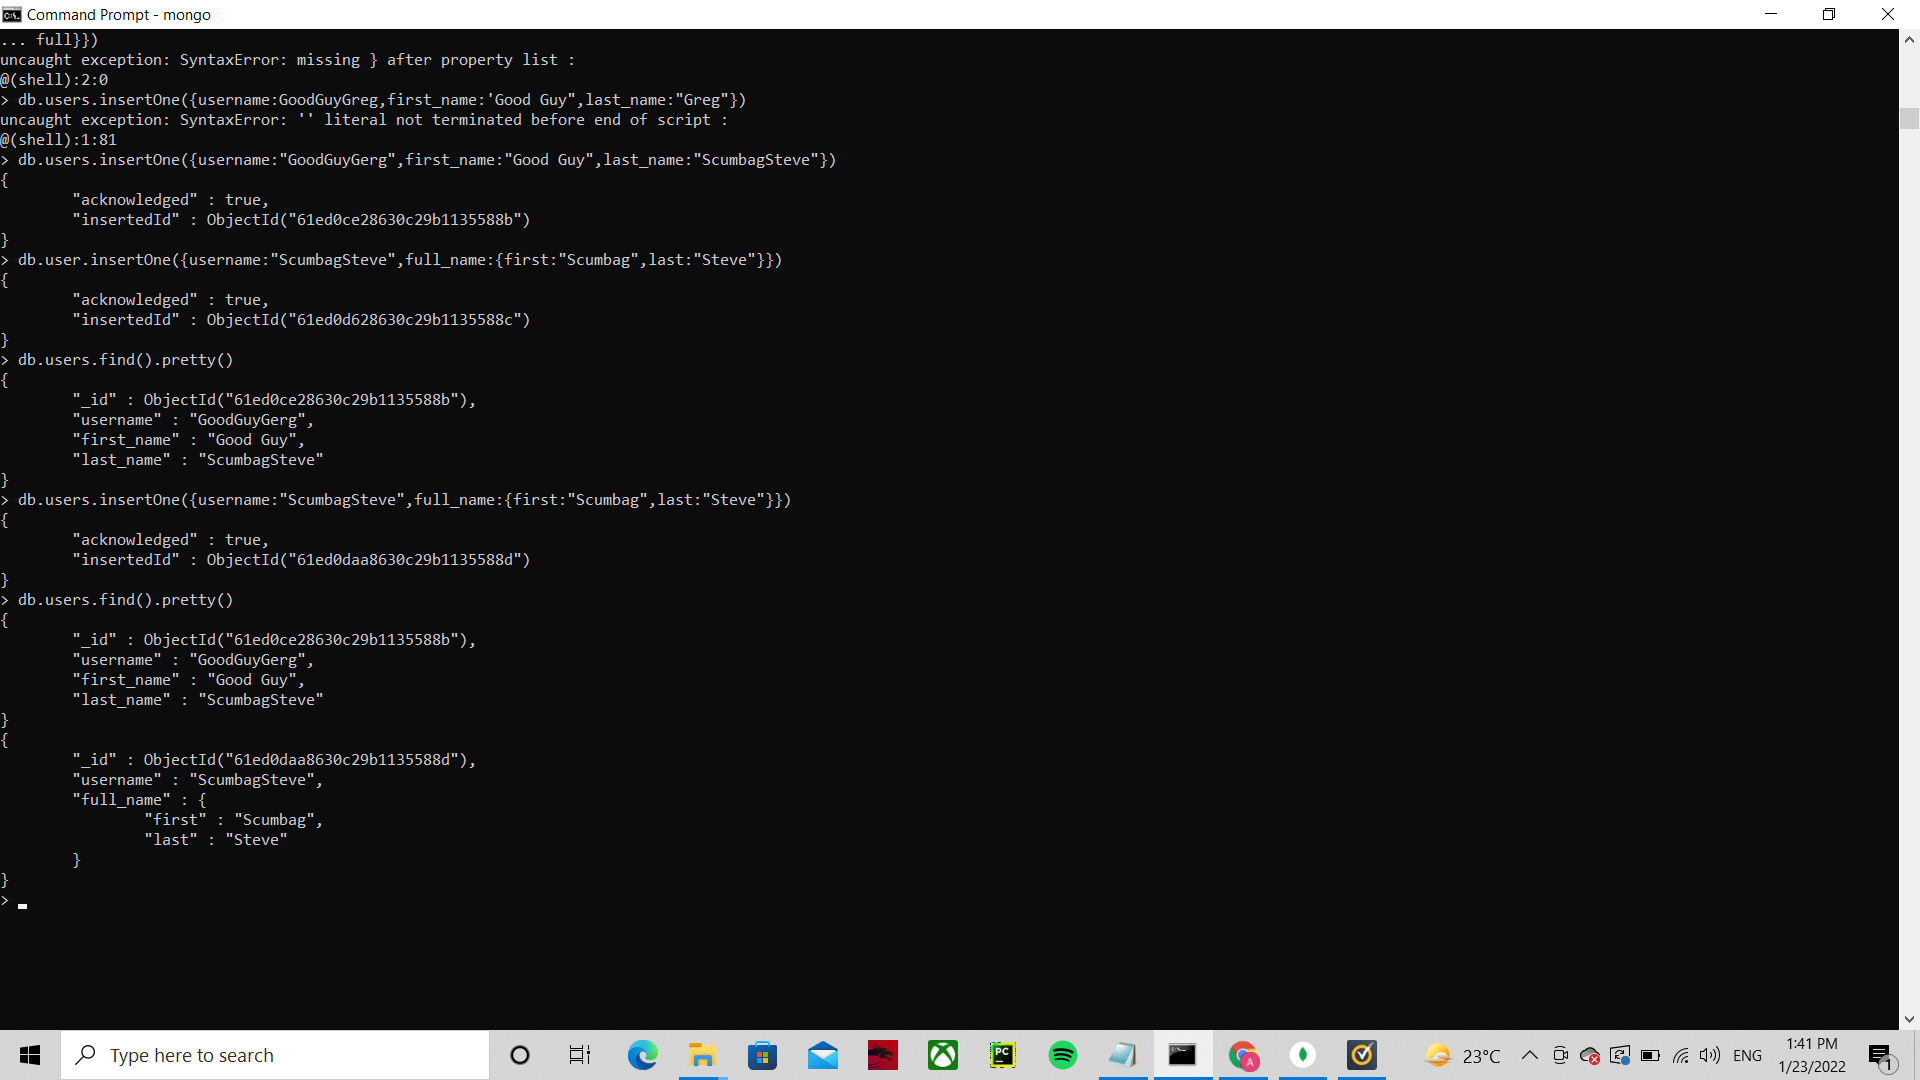 Command Prompt - mongo
... full}})
uncaught exception: SyntaxError: missing } after property list :
@(shell):2:0
> db.users.insertOne({username:GoodGuyGreg,first_name:'Good Guy",last_name:"Greg"})
uncaught exception: SyntaxError: '' literal not terminated before end of script :
@(shell):1:81
> db.users.insertOne({username:"GoodGuyGerg",first_name:"Good Guy",last_name:"ScumbagSteve"})
{
        "acknowledged" : true,
        "insertedId" : ObjectId("61ed0ce28630c29b1135588b")
}
> db.user.insertOne({username:"ScumbagSteve",full_name:{first:"Scumbag",last:"Steve"}})
{
        "acknowledged" : true,
        "insertedId" : ObjectId("61ed0d628630c29b1135588c")
}
> db.users.find().pretty()
{
        "_id" : ObjectId("61ed0ce28630c29b1135588b"),
        "username" : "GoodGuyGerg",
        "first_name" : "Good Guy",
        "last_name" : "ScumbagSteve"
}
> db.users.insertOne({username:"ScumbagSteve",full_name:{first:"Scumbag",last:"Steve"}})
{
        "acknowledged" : true,
        "insertedId" : ObjectId("61ed0daa8630c29b1135588d")
}
> db.users.find().pretty()
{
        "_id" : ObjectId("61ed0ce28630c29b1135588b"),
        "username" : "GoodGuyGerg",
        "first_name" : "Good Guy",
        "last_name" : "ScumbagSteve"
}
{
        "_id" : ObjectId("61ed0daa8630c29b1135588d"),
        "username" : "ScumbagSteve",
        "full_name" : {
                "first" : "Scumbag",
                "last" : "Steve"
        }
}
>
Type here to search
PC
A
23°C
ENG
1:41 PM
1/23/2022
1